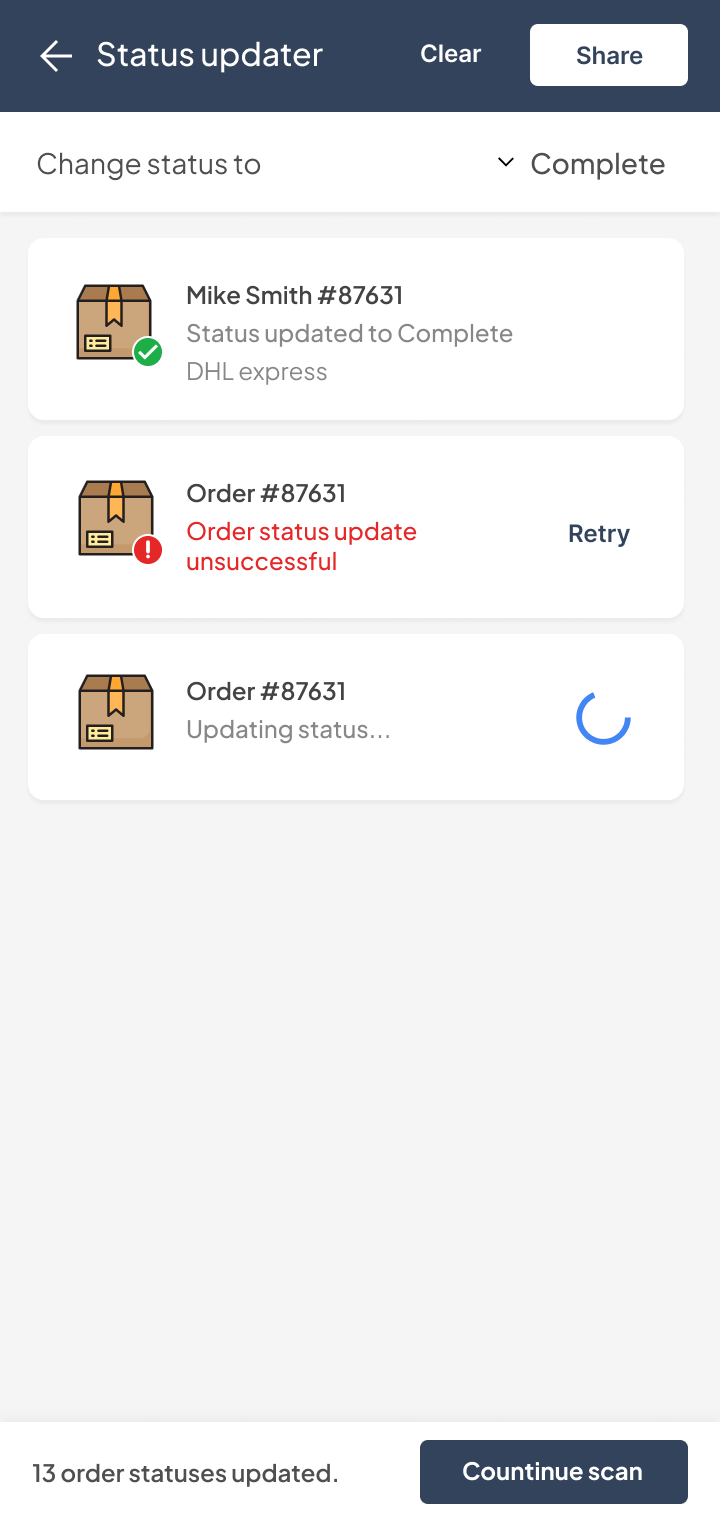 Status updater
Clear
Share
Change status to
Complete
Mike Smith #87631
Status updated to Complete
DHL express
Order #87631
Order status update
unsuccessful
Retry
Order #87631
Updating status...
13 order statuses updated.
Countinue scan